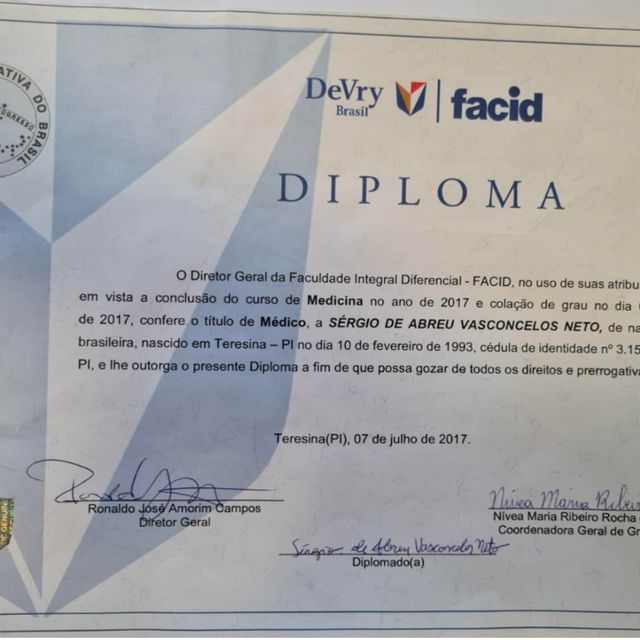 ATIVA DO BRASIL
DeVry
Brasil
facid
DIPLOMA
O Diretor Geral da Faculdade Integral Diferencial - FACID, no uso de suas atribu
em vista a conclusão do curso de Medicina no ano de 2017 e colação de grau no dia
de 2017, confere o título de Médico, a SÉRGIO DE ABREU VASCONCELOS NETO, de na
brasileira, nascido em Teresina – PI no dia 10 de fevereiro de 1993, cédula de identidade nº 3.15
PI, e lhe outorga o presente Diploma a fim de que possa gozar de todos os direitos e prerrogativa
Teresina(PI), 07 de julho de 2017.
Ronaldo José Amorim Campos
Diretor Geral
Nívea Maria Ribeir
Nívea Maria Ribeiro Rocha
Coordenadora Geral de Gr
Sérgio de Abreu Vasconcelos Neto
Diplomado(a)